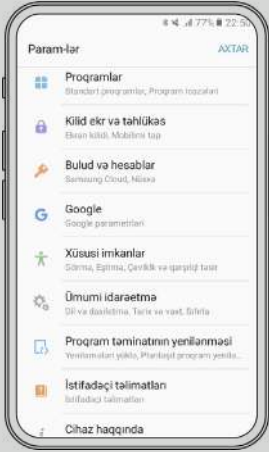 77% 22:50
Param-lər AXTAR
Proqramlar
Standart proqramlar, Proqram icazələri
Kilid ekr və təhlükəs
Ekran kilidi, Mobilimi tap
Bulud və hesablar
Samsung Cloud, Nüsxə
Google
Google parametrləri
Xüsusi imkanlar
Görmə, Eşitmə, Çeviklik və qarşılıqlı təsir
Ümumi idarəetmə
Dil və daxiletmə, Tarix və vaxt, Sıfırla
Proqram təminatının yenilənməsi
Yeniləmələri yüklə, Planlaşdı proqram yenilə...
İstifadəçi təlimatları
İstifadəçi təlimatları
Cihaz haqqında